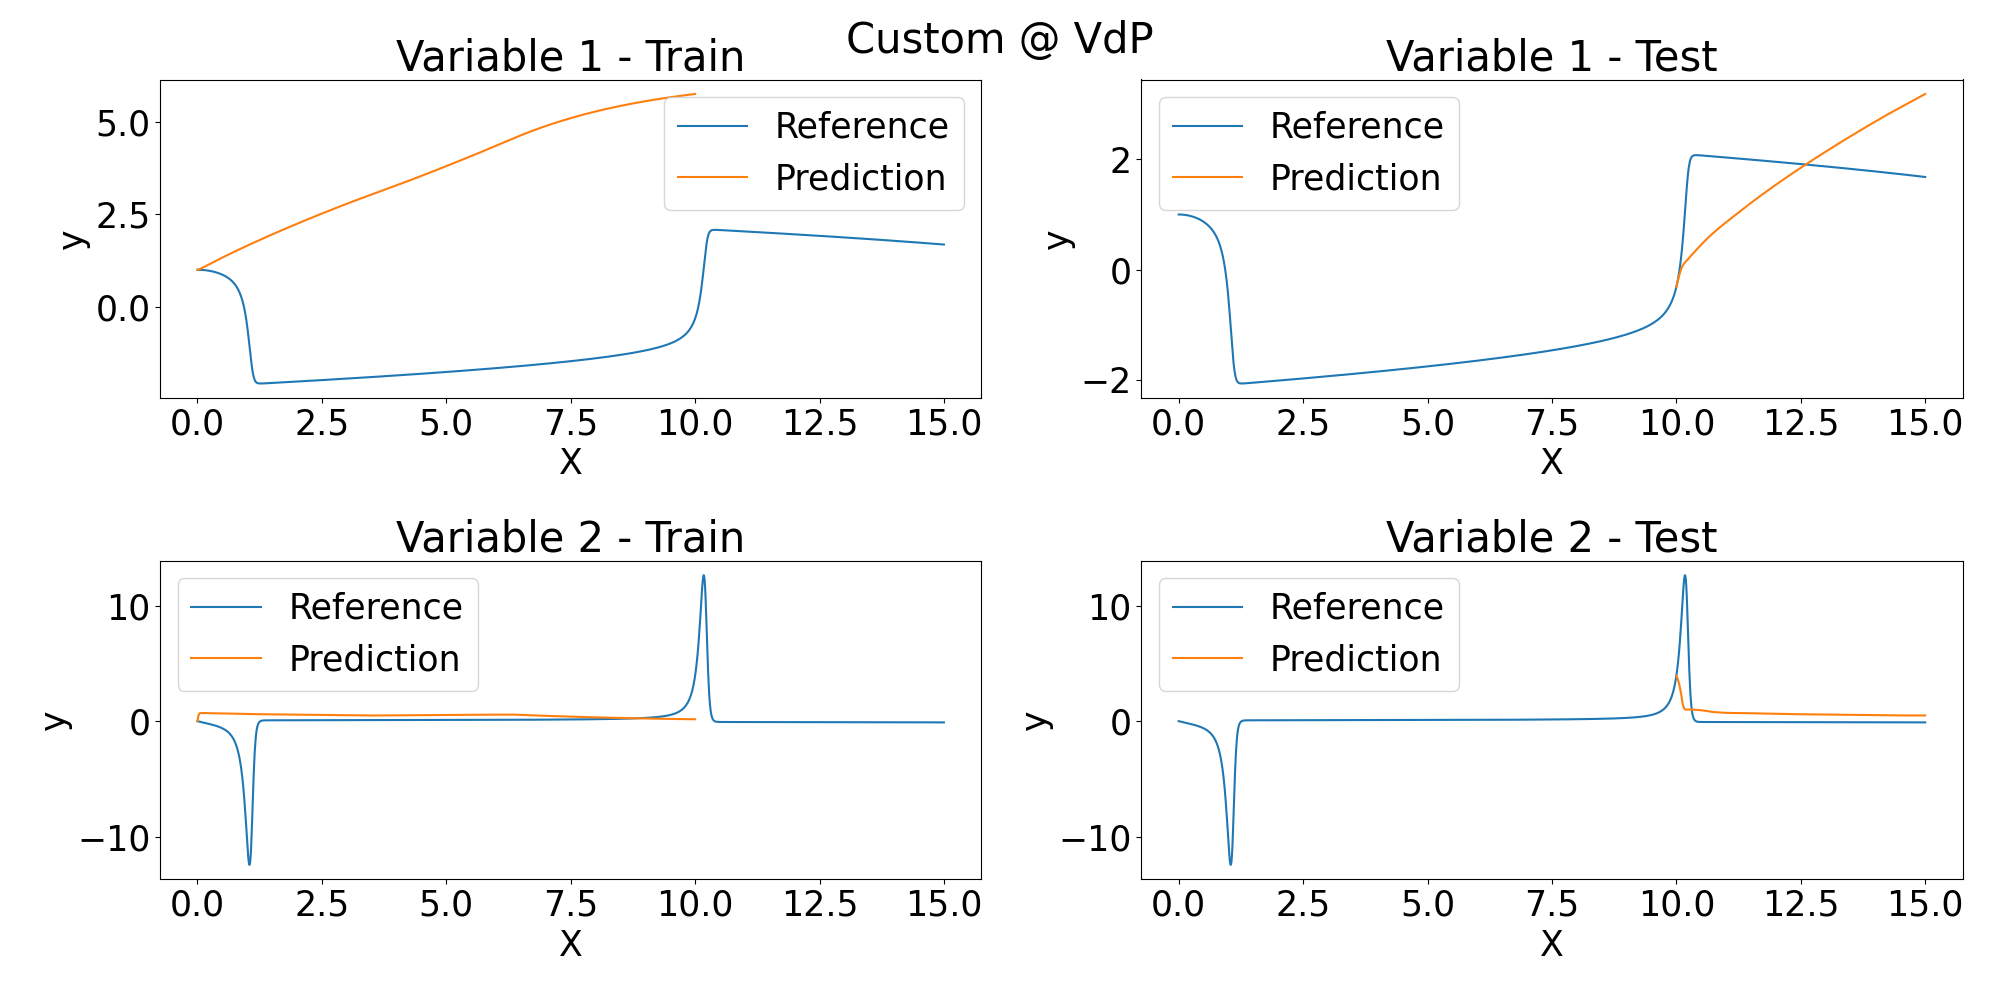 Custom @ VdP
Variable 1 - Train
5.0
2.5
0.0
y
Reference
Prediction
0.0 2.5 5.0 7.5 10.0 12.5 15.0
X
Variable 1 - Test
2
0
−2
y
Reference
Prediction
0.0 2.5 5.0 7.5 10.0 12.5 15.0
X
Variable 2 - Train
10
0
−10
y
Reference
Prediction
0.0 2.5 5.0 7.5 10.0 12.5 15.0
X
Variable 2 - Test
10
0
−10
y
Reference
Prediction
0.0 2.5 5.0 7.5 10.0 12.5 15.0
X